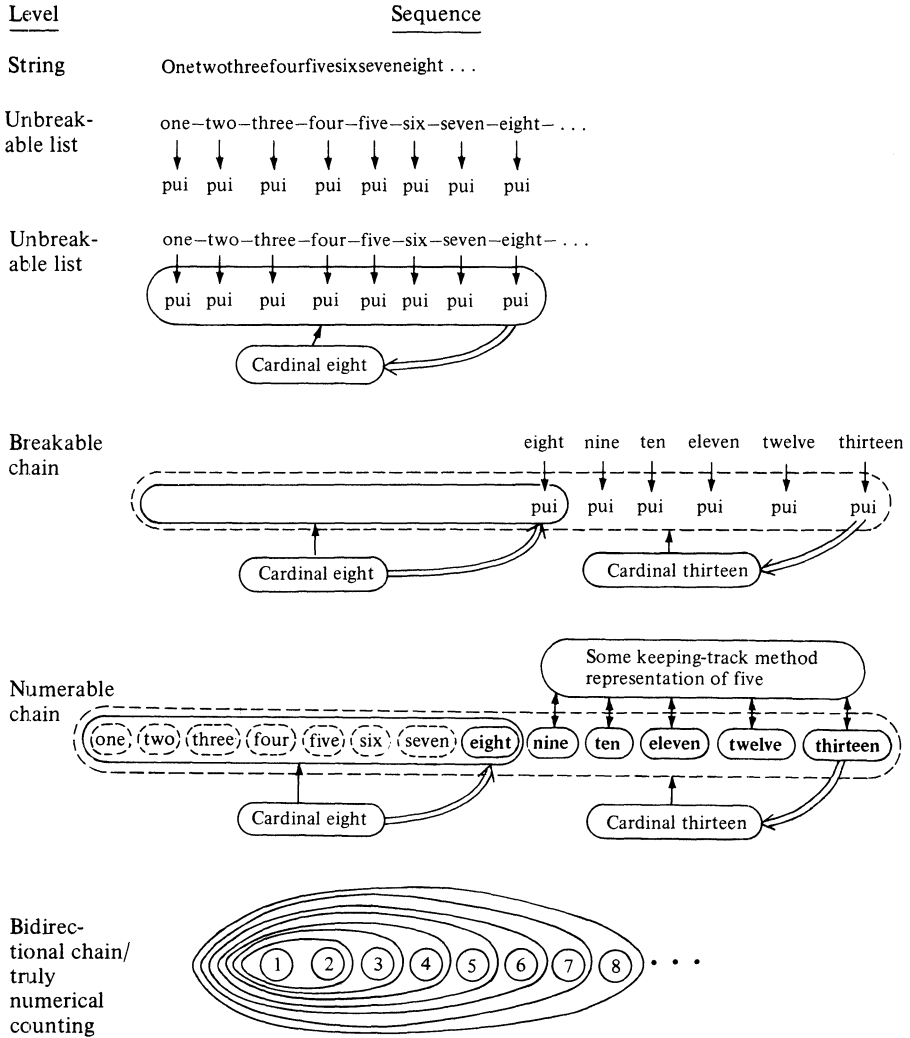 Level Sequence
String Onetwothreefourfivesixseveneight . . .
Unbreak-
able list
one–two–three–four–five–six–seven–eight– . . .
pui pui pui pui pui pui pui pui
Unbreak-
able list
one–two–three–four–five–six–seven–eight– . . .
pui pui pui pui pui pui pui pui
Cardinal eight
Breakable
chain
eight nine ten eleven twelve thirteen
pui pui pui pui pui pui
Cardinal eight Cardinal thirteen
Some keeping-track method
representation of five
Numerable
chain
one two three four five six seven eight nine ten eleven twelve thirteen
Cardinal eight Cardinal thirteen
Bidirec-
tional chain/
truly
numerical
counting
1 2 3 4 5 6 7 8 • • •